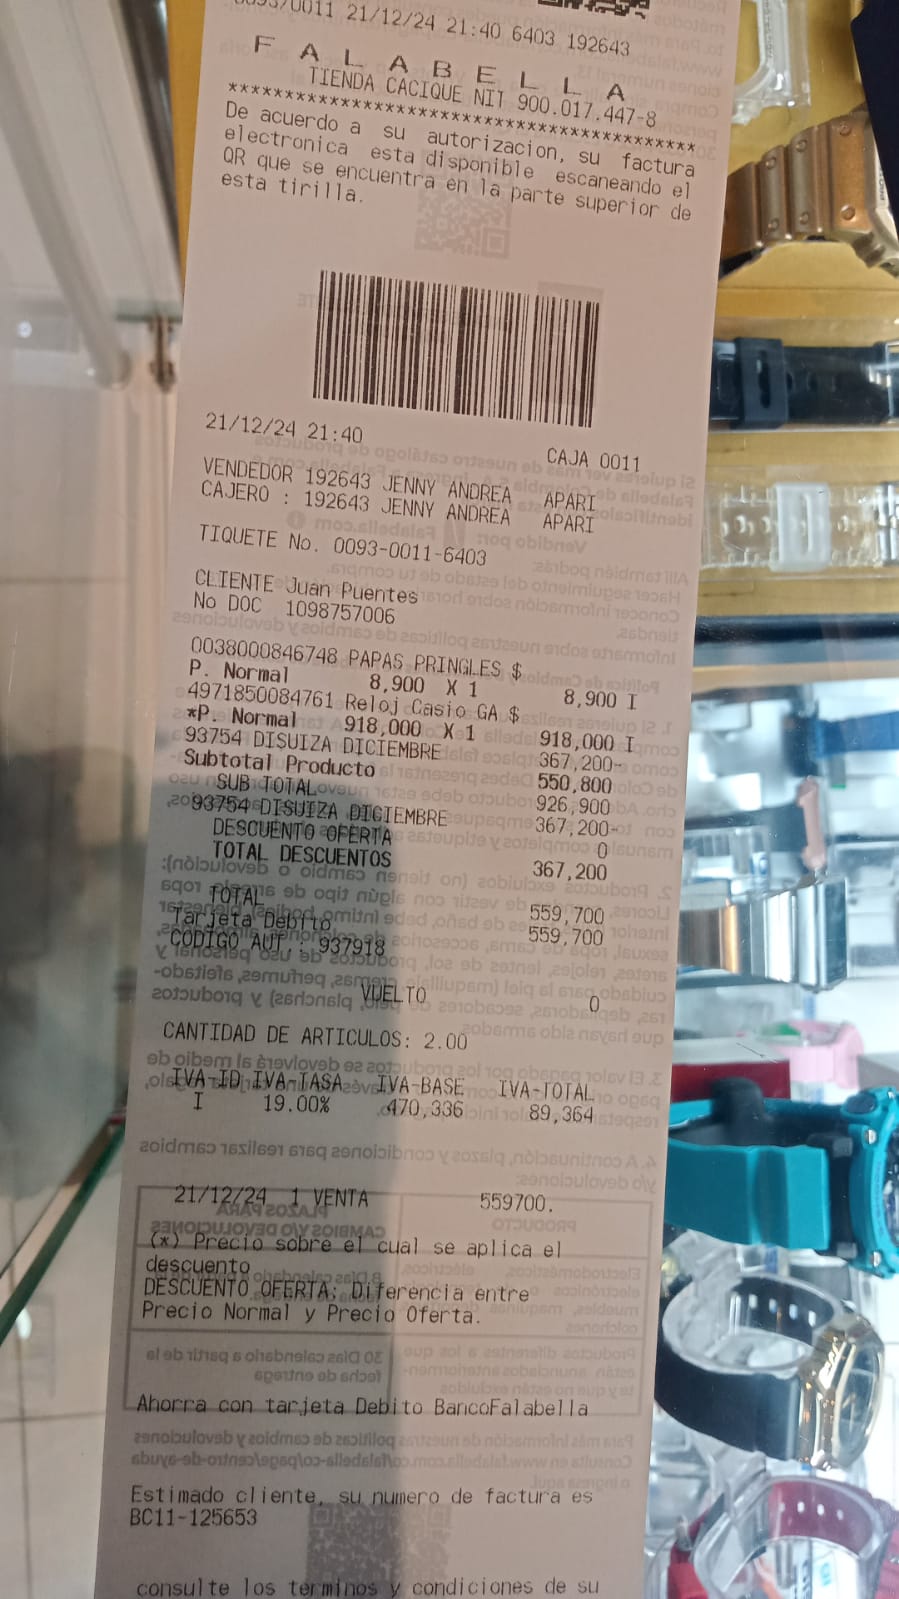 0093/0011 21/12/24 21:40 6403 192643
F A L A B E L L A
TIENDA CACIQUE NIT 900.017.447-8
*****************************************
De acuerdo a su autorizacion, su factura
electronica esta disponible escaneando el
QR que se encuentra en la parte superior de
esta tirilla.
21/12/24 21:40 CAJA 0011
VENDEDOR 192643 JENNY ANDREA APARI
CAJERO : 192643 JENNY ANDREA APARI
TIQUETE No. 0093-0011-6403
CLIENTE Juan Puentes
No DOC 1098757006
0038000846748 PAPAS PRINGLES $
P. Normal 8,900 X 1 8,900 I
4971850084761 Reloj Casio GA $
*P. Normal 918,000 X 1 918,000 I
93754 DISUIZA DICIEMBRE 367,200-
Subtotal Producto 550,800
SUB TOTAL 926,900
93754 DISUIZA DICIEMBRE 367,200-
DESCUENTO OFERTA 0
TOTAL DESCUENTOS 367,200
TOTAL 559,700
Tarjeta Debito 559,700
CODIGO AUT.: 937918
VUELTO 0
CANTIDAD DE ARTICULOS: 2.00
IVA-ID IVA-TASA IVA-BASE IVA-TOTAL
I 19.00% 470,336 89,364
21/12/24 1 VENTA 559700.
(*) Precio sobre el cual se aplica el
descuento
DESCUENTO OFERTA: Diferencia entre
Precio Normal y Precio Oferta.
Ahorra con tarjeta Debito BancoFalabella
Estimado cliente, su numero de factura es
BC11-125653
consulte los terminos y condiciones de su